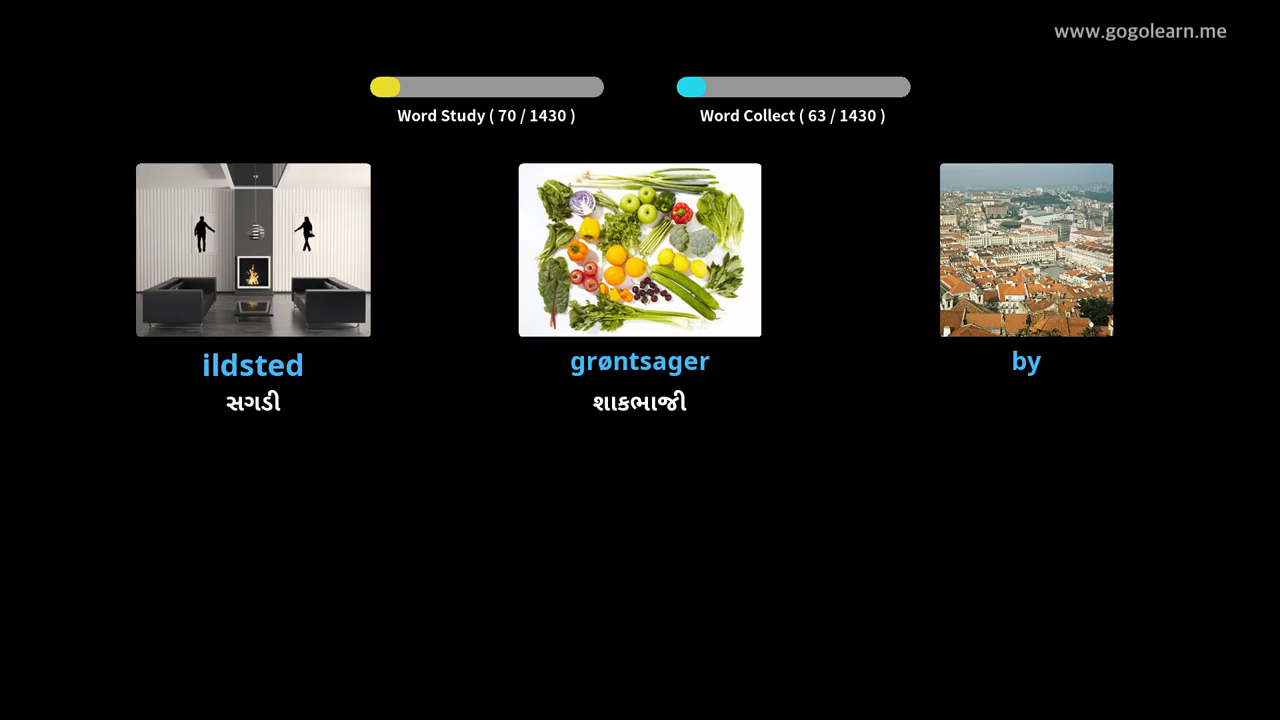 www.gogolearn.me
Word Study ( 70 / 1430 )
Word Collect ( 63 / 1430 )
ildsted
grøntsager
by
સગડી
શાકભાજી